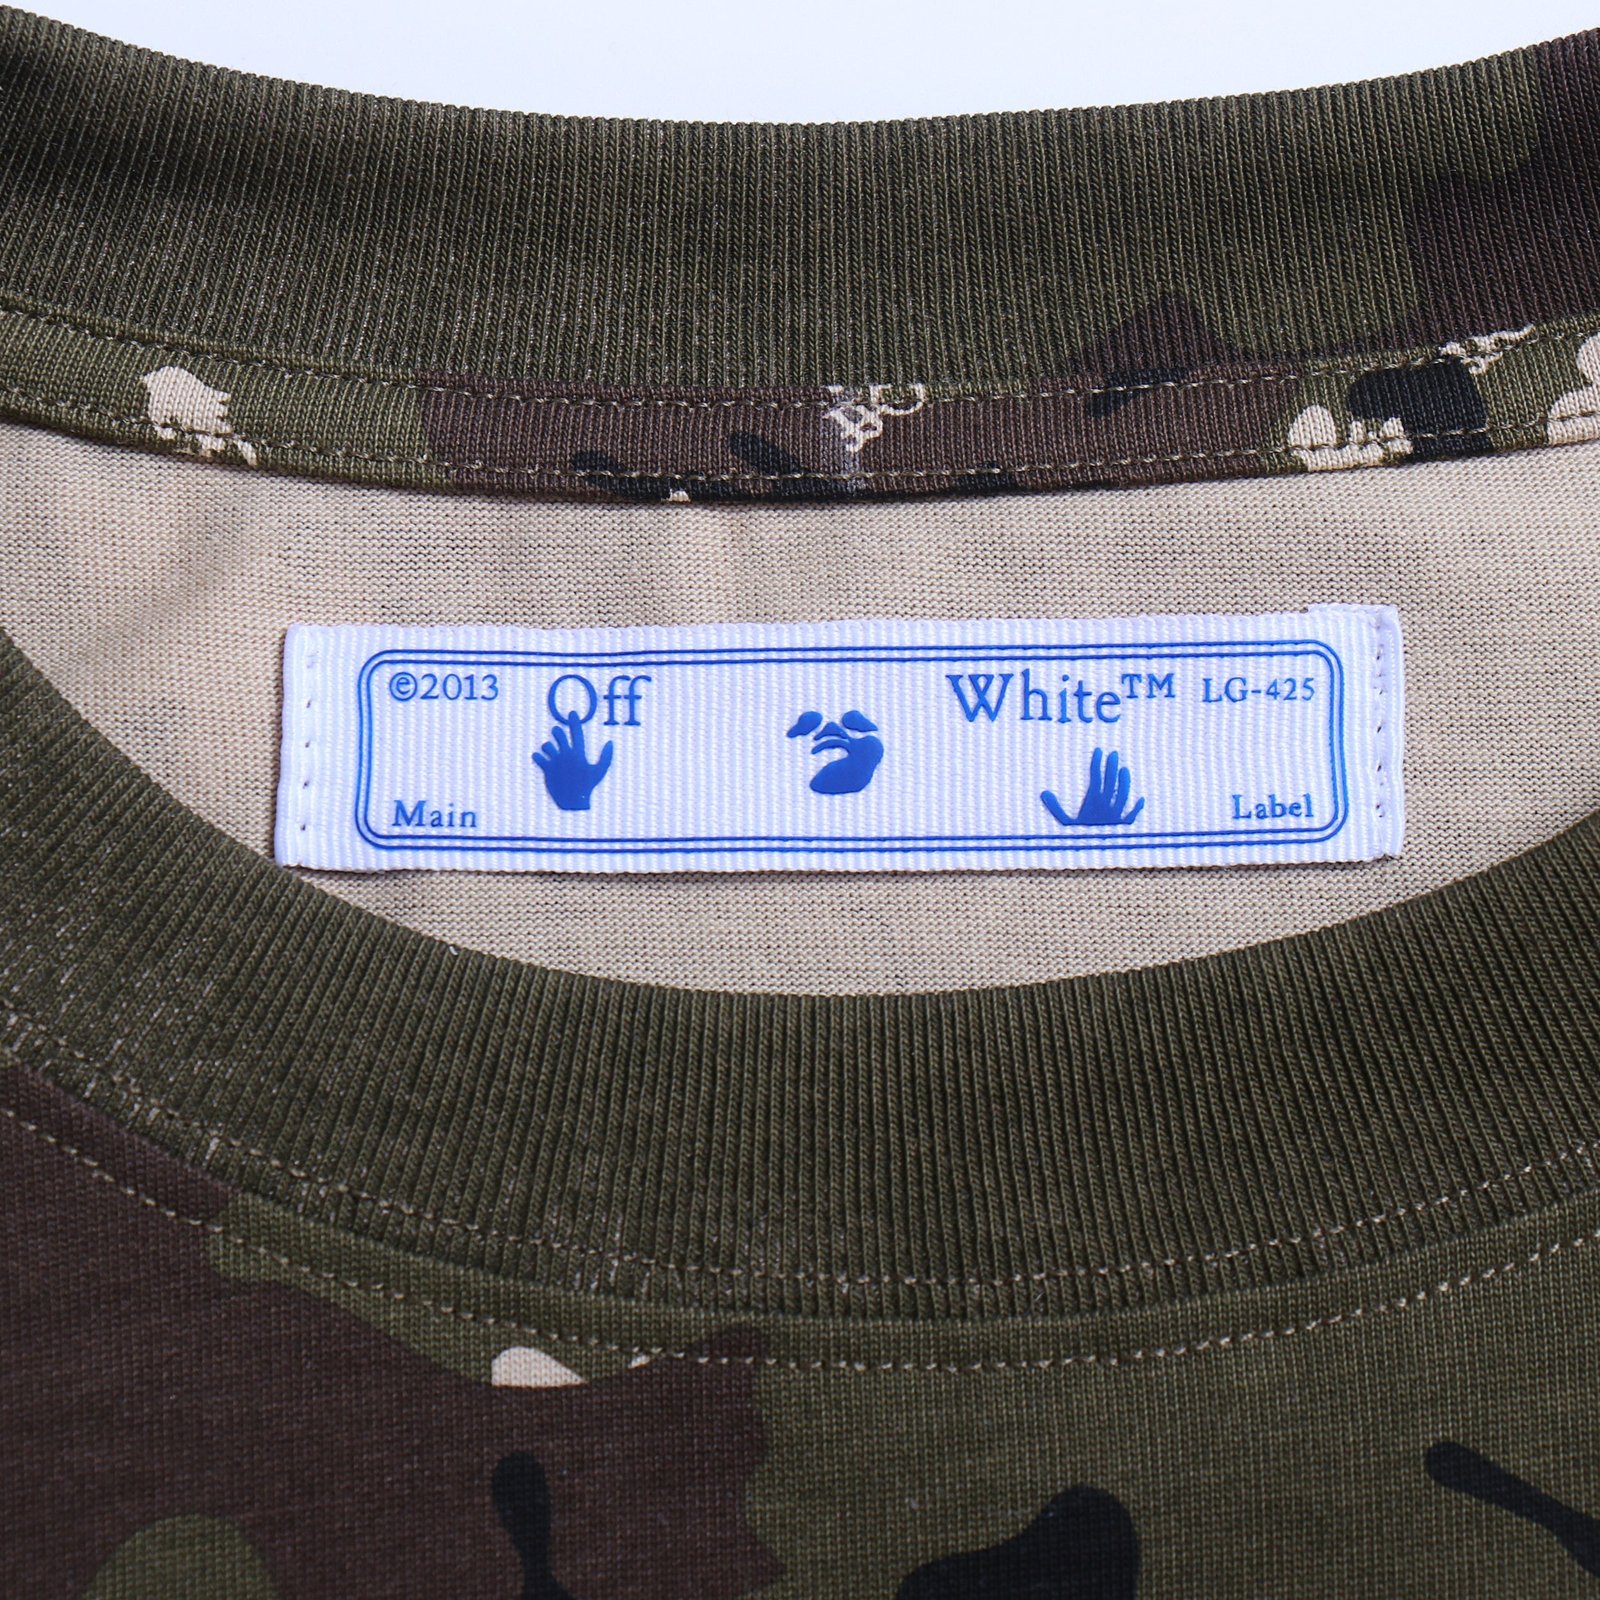 ©2013 Off White™ LG-425
Main Label